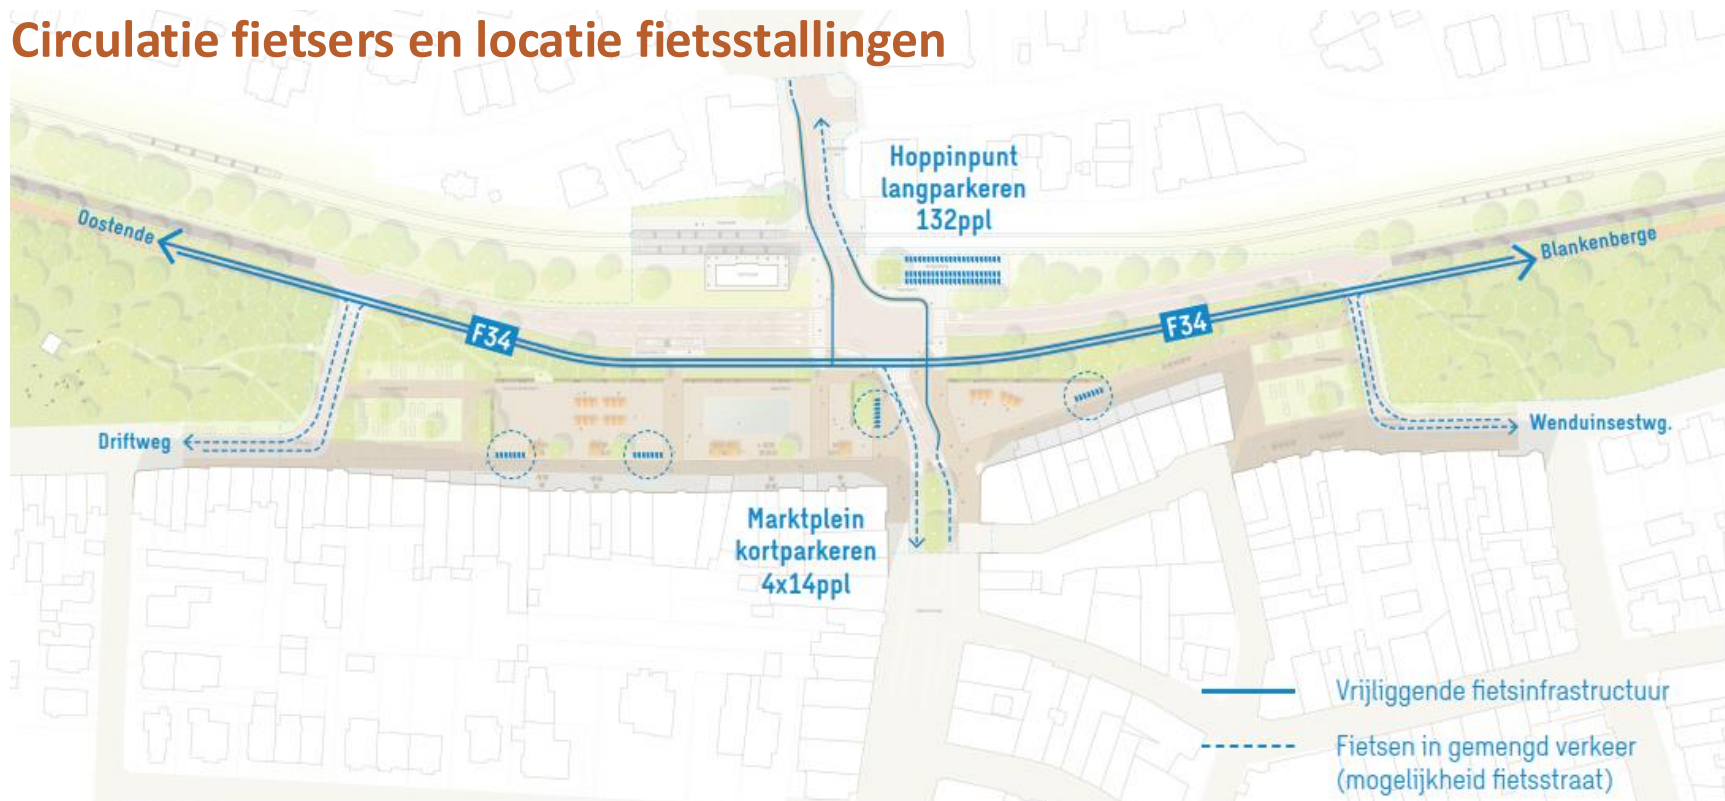 Circulatie fietsers en locatie fietsstallingen
Hoppinpunt
langparkeren
132ppl
Oostende
Blankenberge
F34
F34
Driftweg
Wenduinsestwg.
Marktplein
kortparkeren
4x14ppl
Vrijliggende fietsinfrastructuur
Fietsen in gemengd verkeer
(mogelijkheid fietsstraat)